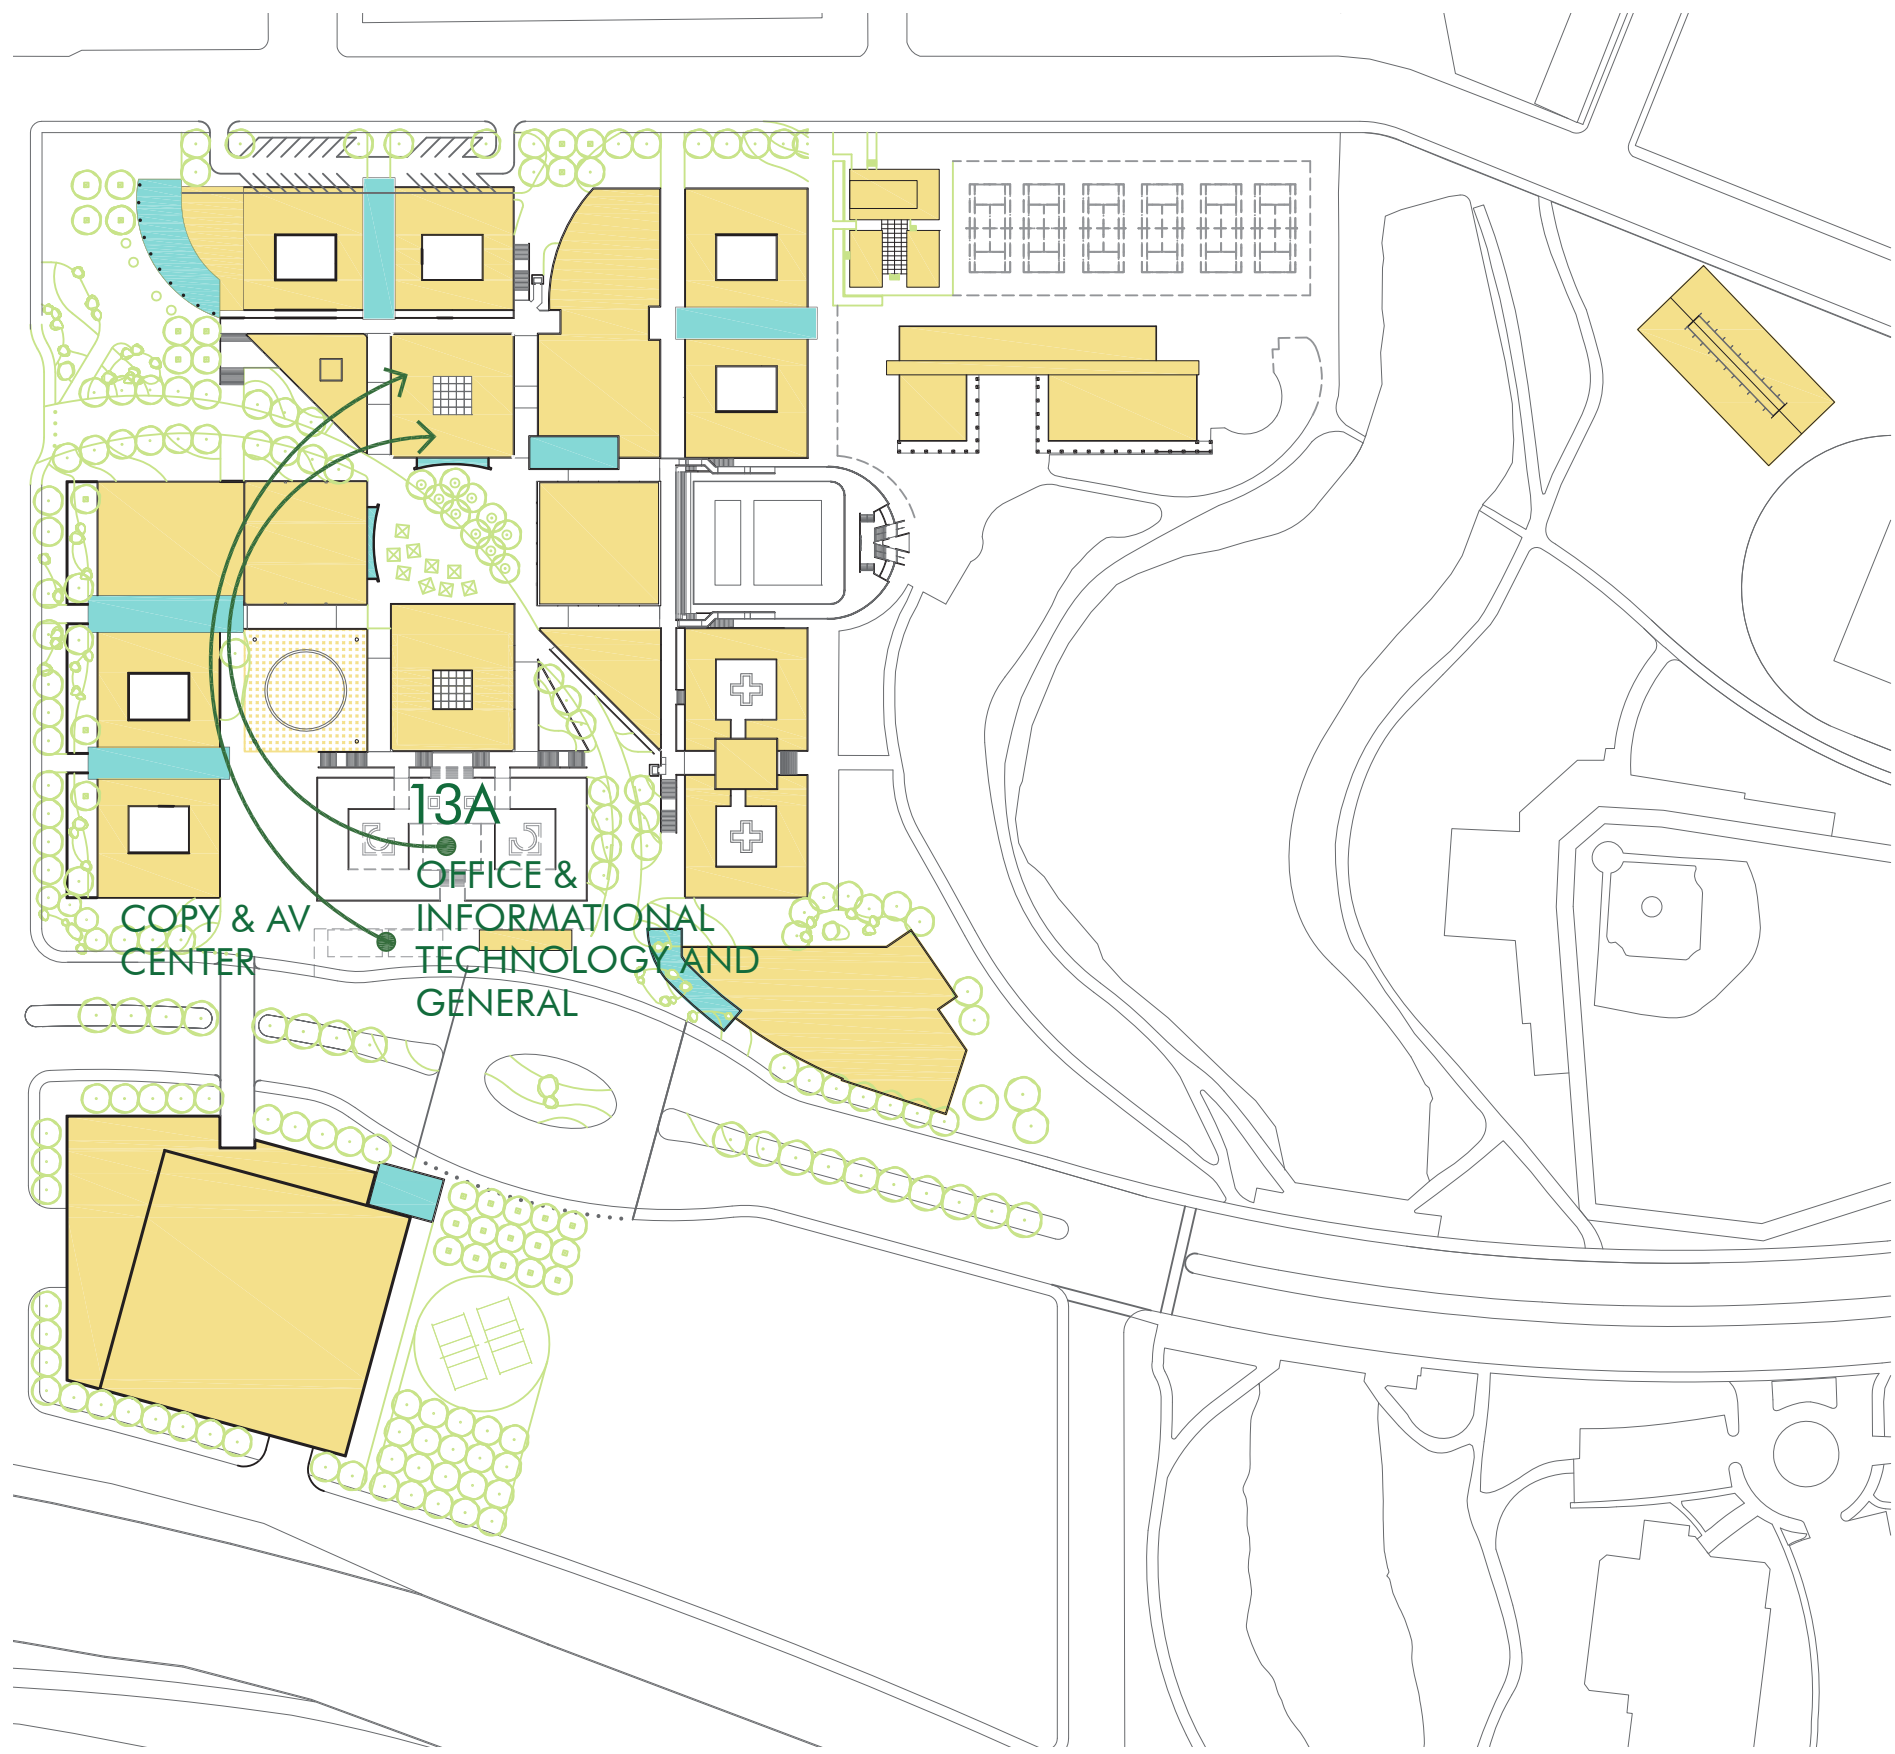 13A
OFFICE &
INFORMATIONAL
TECHNOLOGY AND
GENERAL
COPY & AV
CENTER